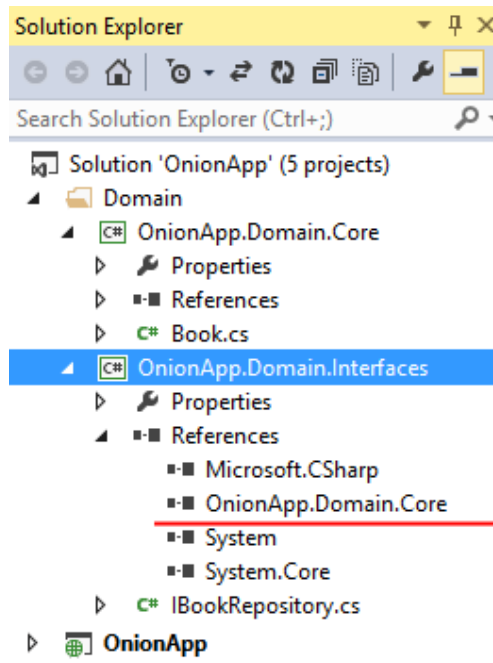 Solution Explorer
Search Solution Explorer (Ctrl+;)
Solution 'OnionApp' (5 projects)
Domain
C# OnionApp.Domain.Core
Properties
References
C# Book.cs
C# OnionApp.Domain.Interfaces
Properties
References
Microsoft.CSharp
OnionApp.Domain.Core
System
System.Core
C# IBookRepository.cs
OnionApp